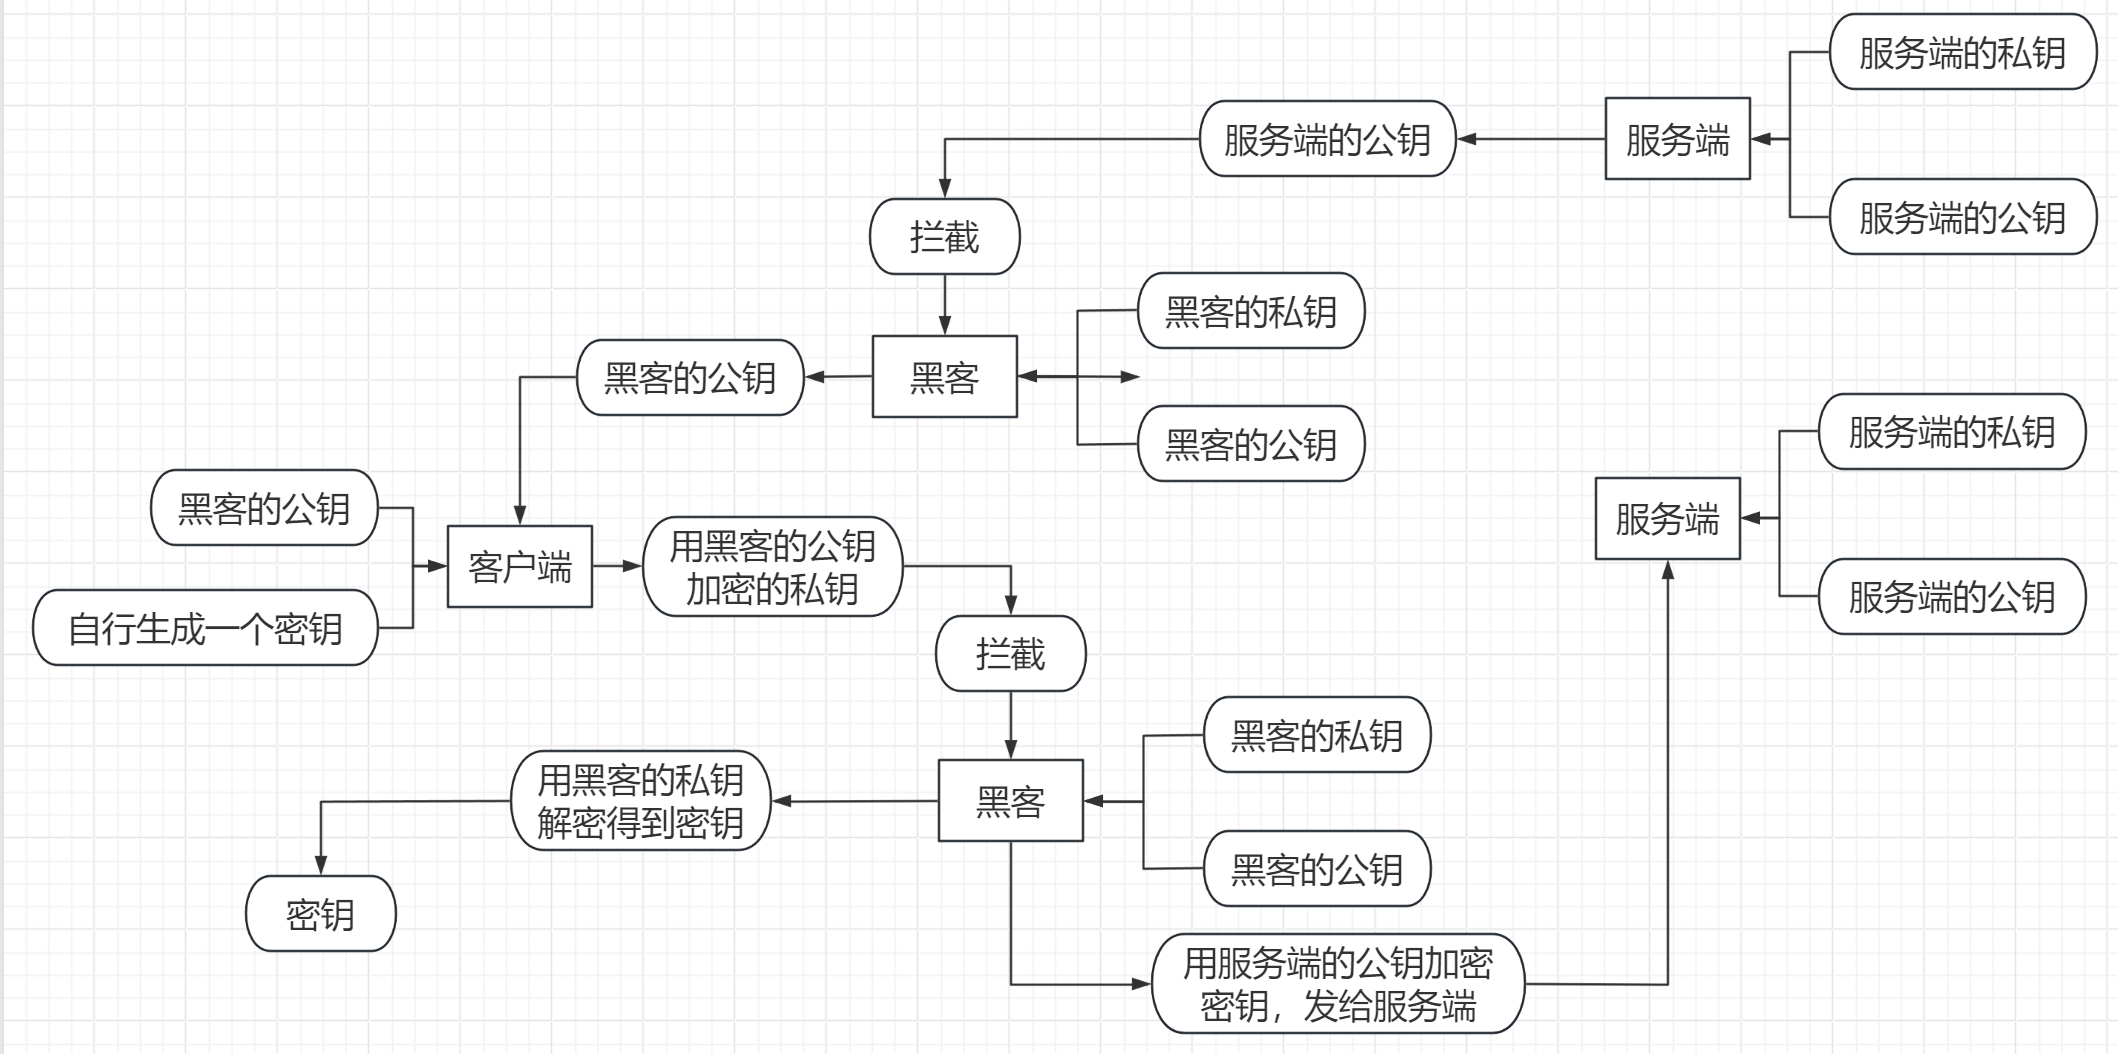 服务端的私钥
服务端的公钥
服务端
服务端的公钥
拦截
黑客的私钥
黑客的公钥
黑客
黑客的公钥
黑客的公钥
自行生成一个密钥
客户端
用黑客的公钥
加密的私钥
拦截
服务端的私钥
服务端
服务端的公钥
黑客的私钥
黑客
黑客的公钥
用黑客的私钥
解密得到密钥
密钥
用服务端的公钥加密
密钥，发给服务端